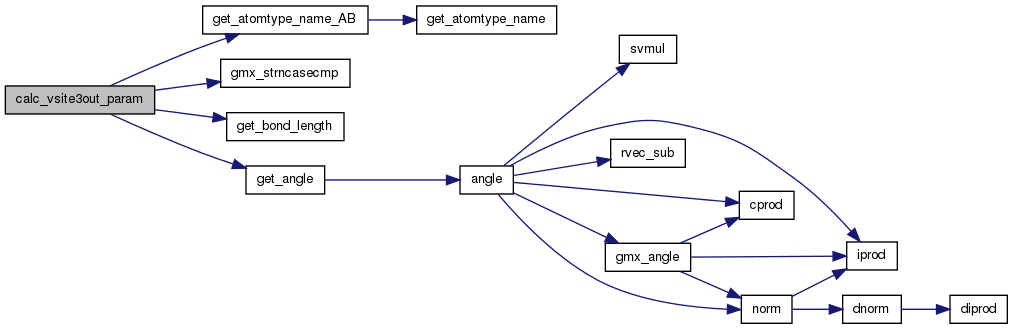 get_atomtype_name_AB
get_atomtype_name
svmul
gmx_strncasecmp
calc_vsite3out_param
get_bond_length
rvec_sub
get_angle
angle
cprod
gmx_angle
iprod
norm
dnorm
diprod